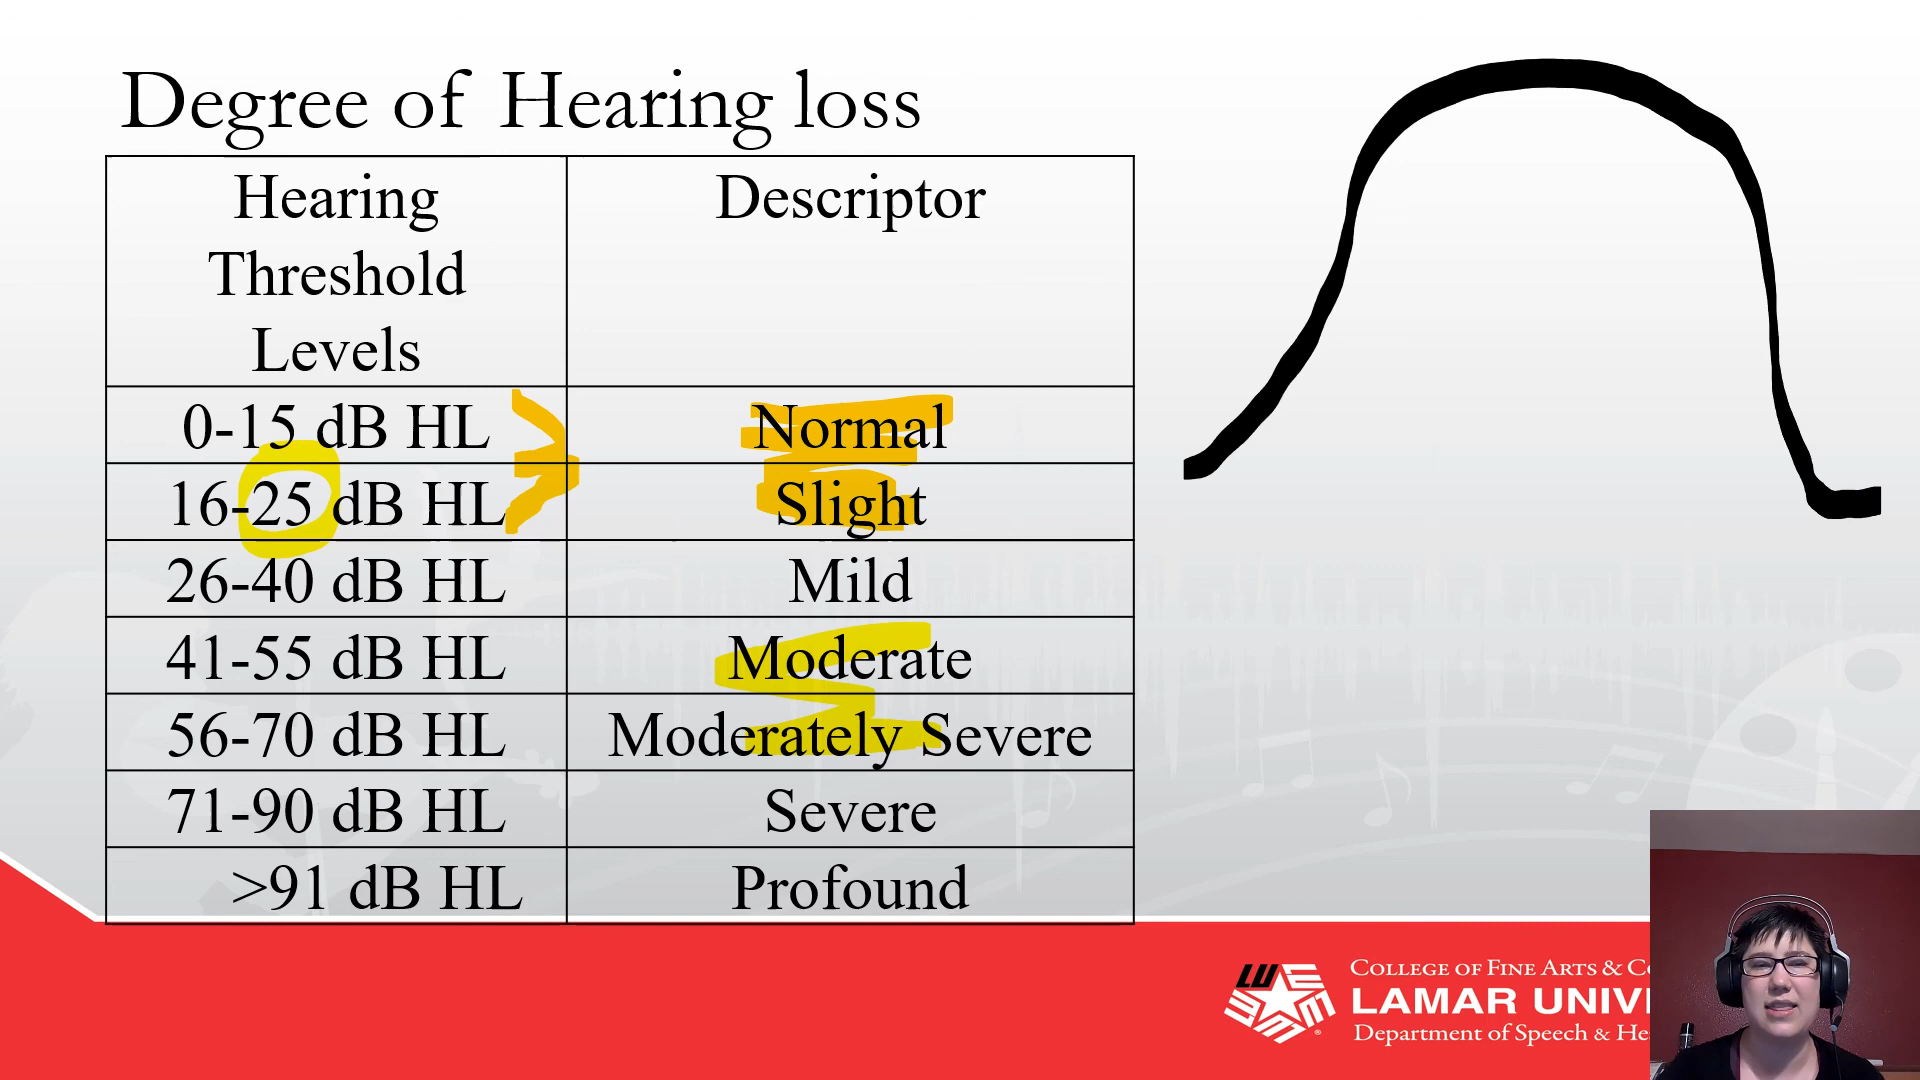 Degree of Hearing loss
Hearing Threshold Levels
Descriptor
0-15 dB HL
Normal
16-25 dB HL
Slight
26-40 dB HL
Mild
41-55 dB HL
Moderate
56-70 dB HL
Moderately Severe
71-90 dB HL
Severe
>91 dB HL
Profound
COLLEGE OF FINE ARTS &
LAMAR
Department of Speech &